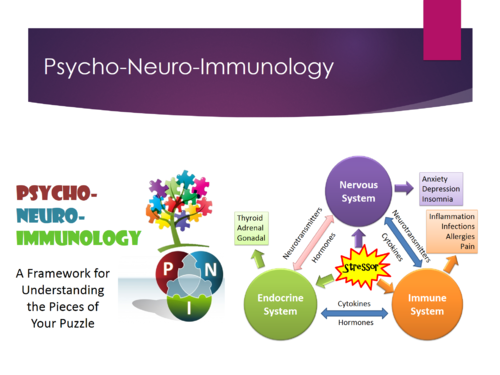 Psycho-Neuro-Immunology
PSYCHO-
NEURO-
IMMUNOLOGY
A Framework for
Understanding
the Pieces of
Your Puzzle
P N
I
Nervous
System
Anxiety
Depression
Insomnia
Thyroid
Adrenal
Gonadal
Neurotransmitters
Hormones
Neurotransmitters
Cytokines
Inflammation
Infections
Allergies
Pain
Stressor
Endocrine
System
Cytokines
Hormones
Immune
System